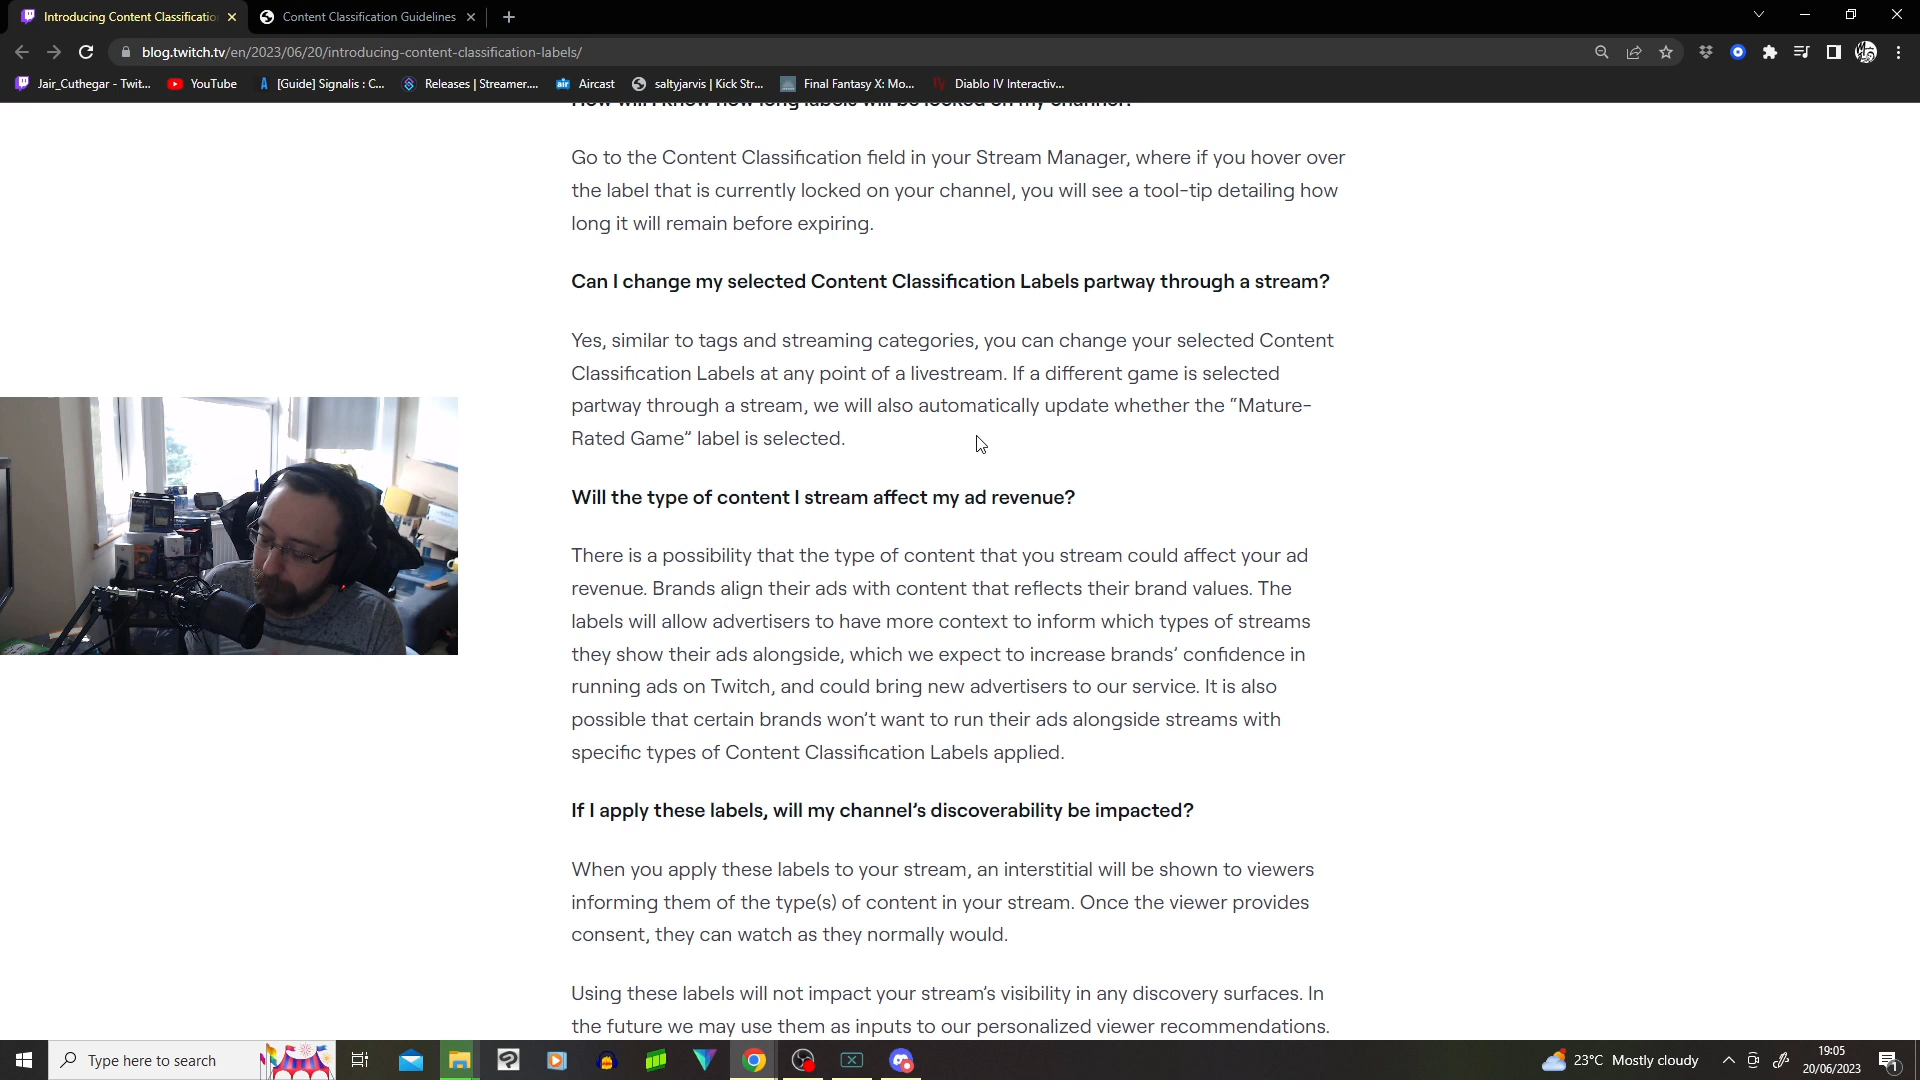 Introducing Content Classificatio
Content Classification Guidelines
blog.twitch.tv/en/2023/06/20/introducing-content-classification-labels/
Jair_Cuthegar - Twit...
YouTube
[Guide] Signalis : C...
Releases | Streamer....
Aircast
saltyjarvis | Kick Str...
Final Fantasy X: Mo...
Diablo IV Interactiv...
How will I know how long labels will be locked on my channel?
Go to the Content Classification field in your Stream Manager, where if you hover over
the label that is currently locked on your channel, you will see a tool-tip detailing how
long it will remain before expiring.
Can I change my selected Content Classification Labels partway through a stream?
Yes, similar to tags and streaming categories, you can change your selected Content
Classification Labels at any point of a livestream. If a different game is selected
partway through a stream, we will also automatically update whether the “Mature-
Rated Game” label is selected.
Will the type of content I stream affect my ad revenue?
There is a possibility that the type of content that you stream could affect your ad
revenue. Brands align their ads with content that reflects their brand values. The
labels will allow advertisers to have more context to inform which types of streams
they show their ads alongside, which we expect to increase brands’ confidence in
running ads on Twitch, and could bring new advertisers to our service. It is also
possible that certain brands won’t want to run their ads alongside streams with
specific types of Content Classification Labels applied.
If I apply these labels, will my channel’s discoverability be impacted?
When you apply these labels to your stream, an interstitial will be shown to viewers
informing them of the type(s) of content in your stream. Once the viewer provides
consent, they can watch as they normally would.
Using these labels will not impact your stream’s visibility in any discovery surfaces. In
the future we may use them as inputs to our personalized viewer recommendations.
Type here to search
23°C Mostly cloudy
19:05
20/06/2023
1